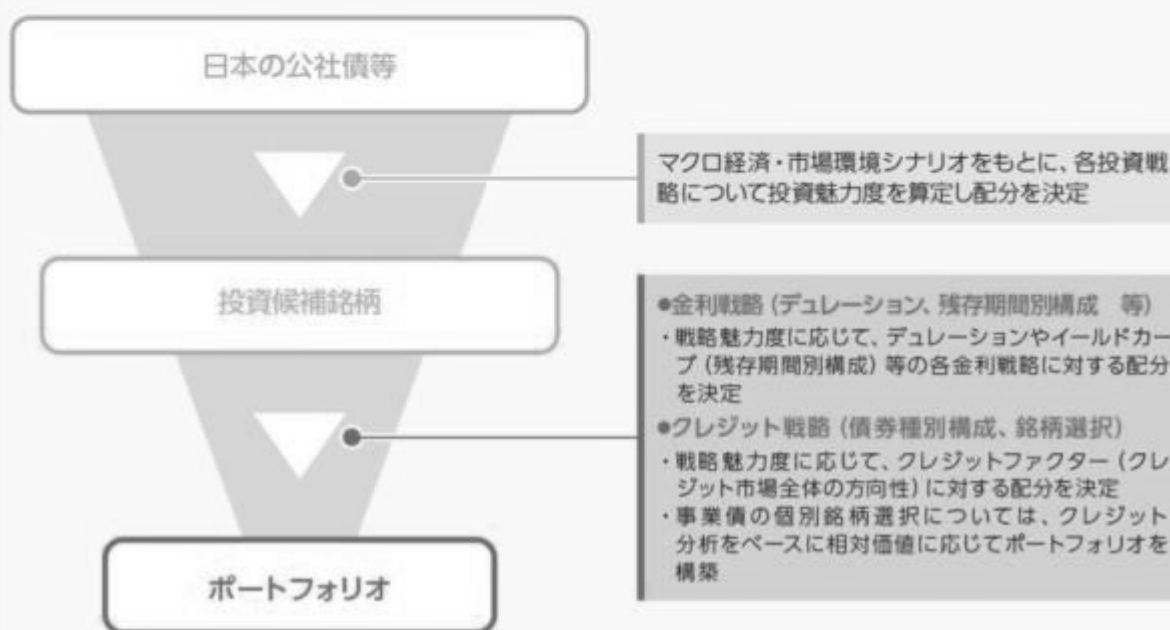 日本の公社債等
マクロ経済・市場環境シナリオをもとに、各投資戦
略について投資魅力度を算定し配分を決定
投資候補銘柄
●金利戦略（デュレーション、残存期間別構成　等）
・戦略魅力度に応じて、デュレーションやイールドカー
プ（残存期間別構成）等の各金利戦略に対する配分
を決定
●クレジット戦略（債券種別構成、銘柄選択）
・戦略魅力度に応じて、クレジットファクター（クレ
ジット市場全体の方向性）に対する配分を決定
・事業債の個別銘柄選択については、クレジット
分析をベースに相対価値に応じてポートフォリオを
構築
ポートフォリオ